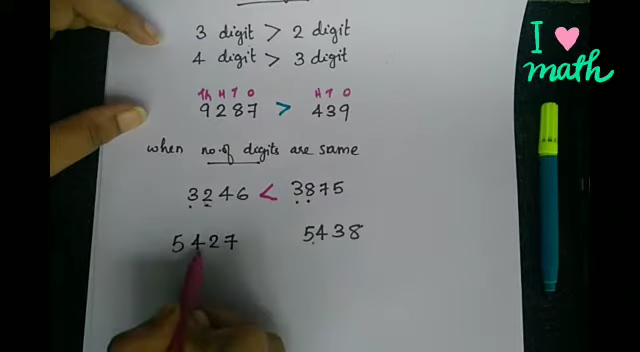 3 digit > 2 digit
4 digit > 3 digit
Th H T O H T O
9287 > 439
when no. of digits are same
3246 < 3875
5427 5438
I ♥
math